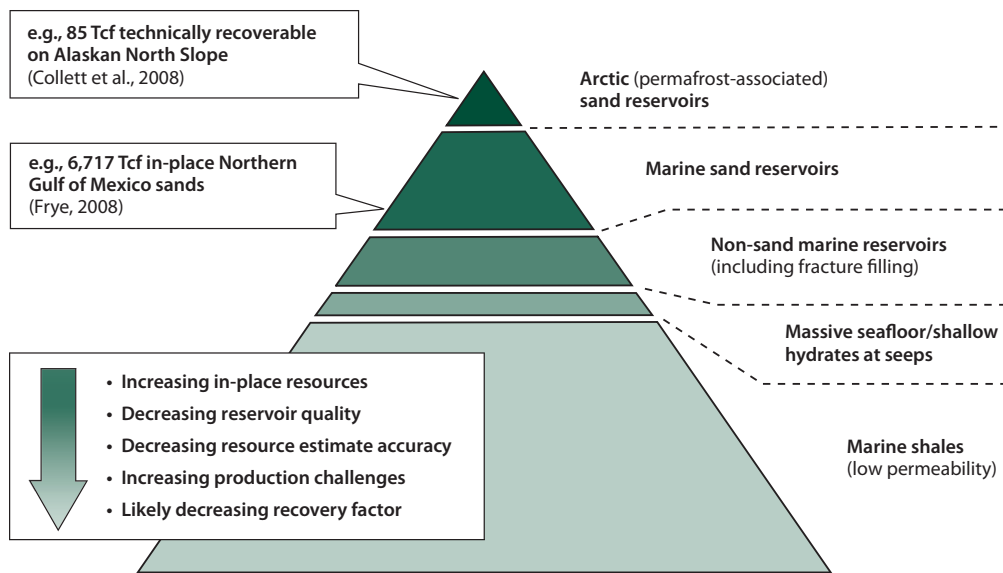 e.g., 85 Tcf technically recoverable
on Alaskan North Slope
(Collett et al., 2008)
Arctic (permafrost-associated)
sand reservoirs
e.g., 6,717 Tcf in-place Northern
Gulf of Mexico sands
(Frye, 2008)
Marine sand reservoirs
Non-sand marine reservoirs
(including fracture filling)
Massive seafloor/shallow
hydrates at seeps
• Increasing in-place resources
• Decreasing reservoir quality
• Decreasing resource estimate accuracy
• Increasing production challenges
• Likely decreasing recovery factor
Marine shales
(low permeability)